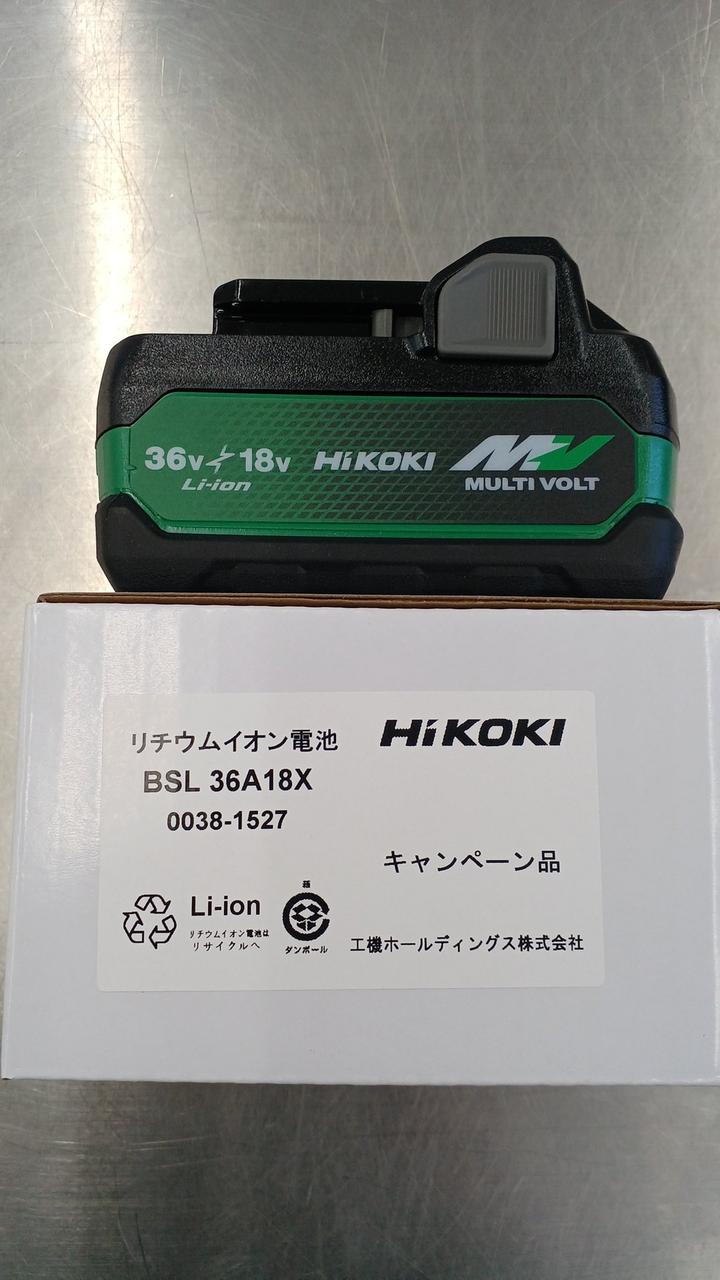 36v⚡18v HiKOKI MV
Li-ion MULTI VOLT
リチウムイオン電池 HiKOKI
BSL 36A18X
0038-1527
キャンペーン品
Li-ion
リチウムイオン電池は
リサイクルへ
箱
ダンボール
工機ホールディングス株式会社